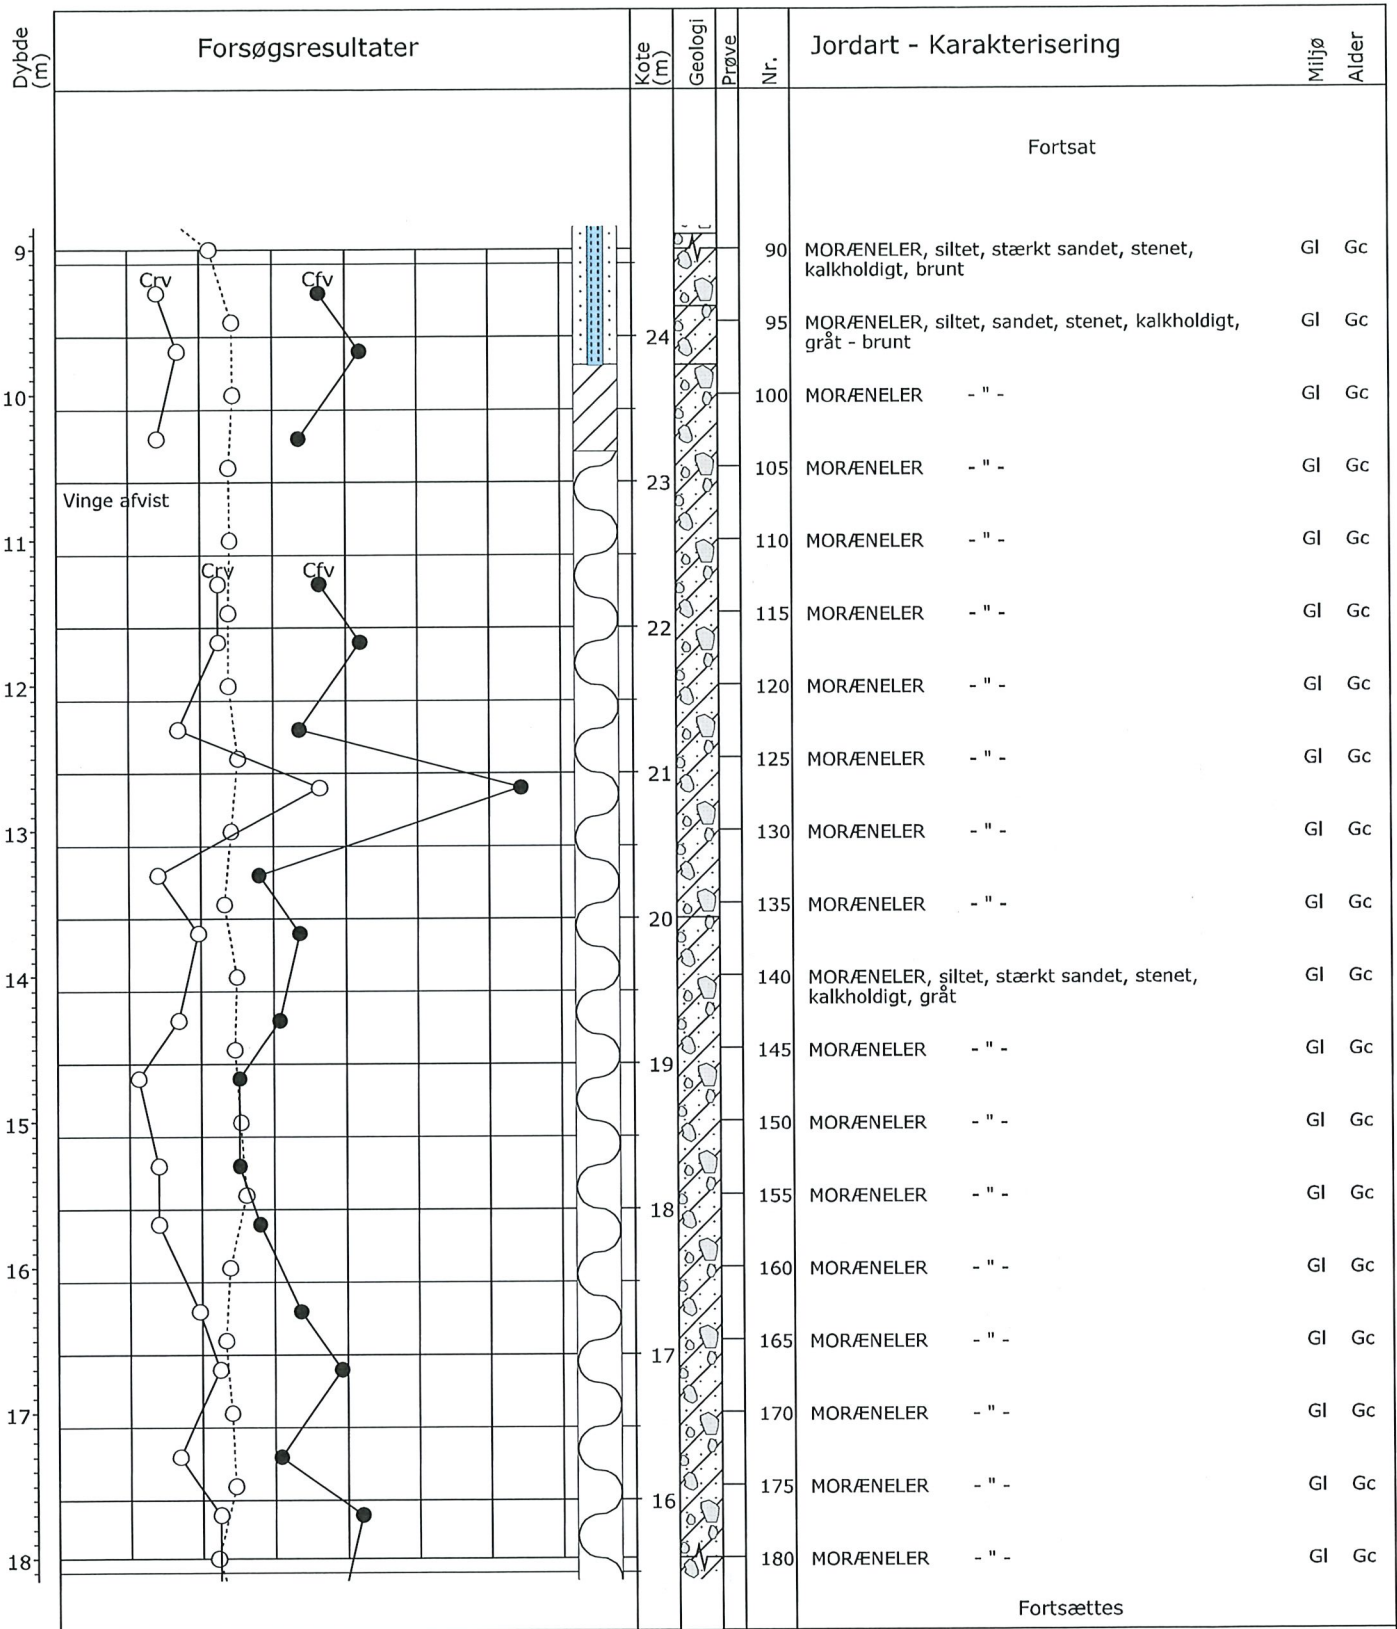 Dybde (m)
Forsøgsresultater
Kote (m)
Geologi
Prøve
Nr.
Jordart - Karakterisering
Miljø
Alder
Fortsat
9
90 MORÆNELER, siltet, stærkt sandet, stenet, Gl Gc
kalkholdigt, brunt
Crv Cfv
24
95 MORÆNELER, siltet, sandet, stenet, kalkholdigt, Gl Gc
gråt - brunt
10
100 MORÆNELER - " - Gl Gc
105 MORÆNELER - " - Gl Gc
23
Vinge afvist
11
110 MORÆNELER - " - Gl Gc
Crv Cfv
115 MORÆNELER - " - Gl Gc
22
12
120 MORÆNELER - " - Gl Gc
125 MORÆNELER - " - Gl Gc
21
13
130 MORÆNELER - " - Gl Gc
135 MORÆNELER - " - Gl Gc
20
14
140 MORÆNELER, siltet, stærkt sandet, stenet, Gl Gc
kalkholdigt, gråt
145 MORÆNELER - " - Gl Gc
19
15
150 MORÆNELER - " - Gl Gc
155 MORÆNELER - " - Gl Gc
18
16
160 MORÆNELER - " - Gl Gc
165 MORÆNELER - " - Gl Gc
17
17
170 MORÆNELER - " - Gl Gc
175 MORÆNELER - " - Gl Gc
16
18
180 MORÆNELER - " - Gl Gc
Fortsættes